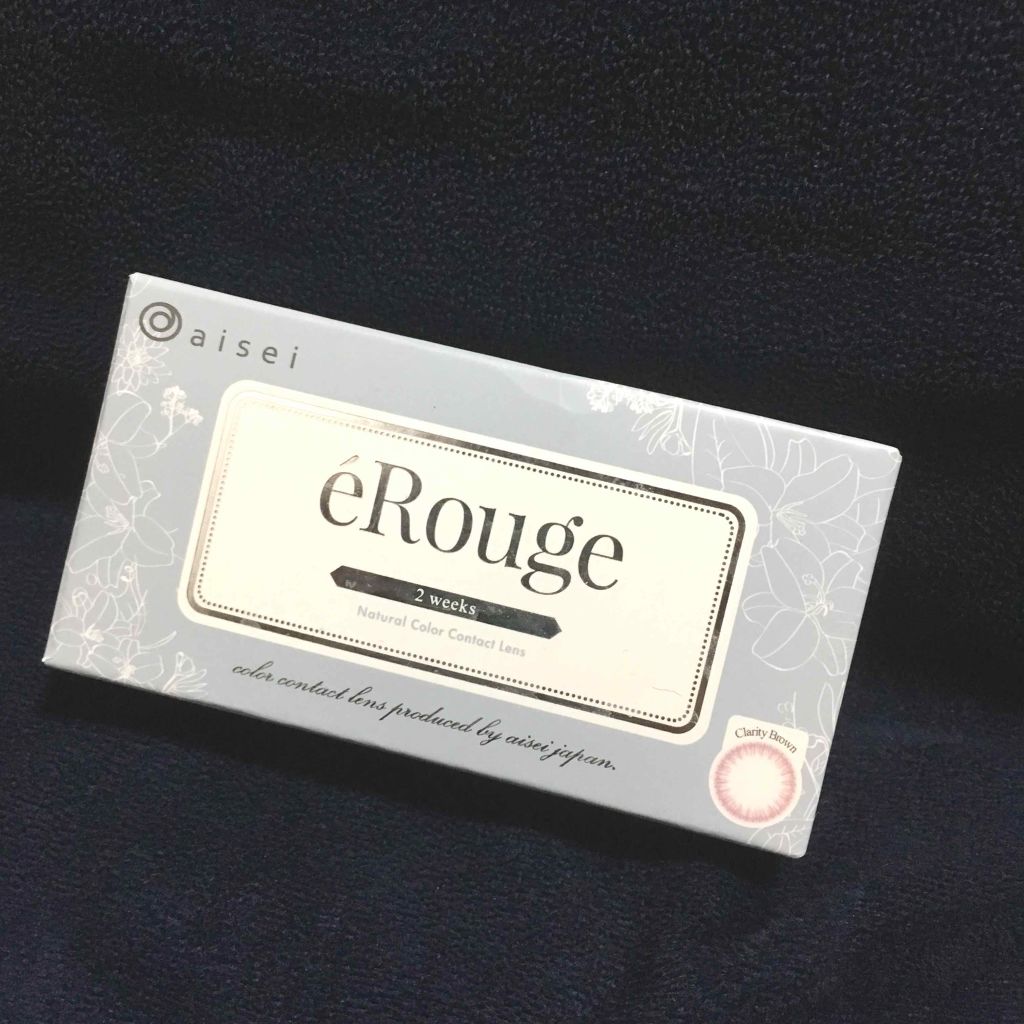 aisei
éRouge
2 weeks
Natural Color Contact Lens
color contact lens produced by aisei japan.
Clarity Brown